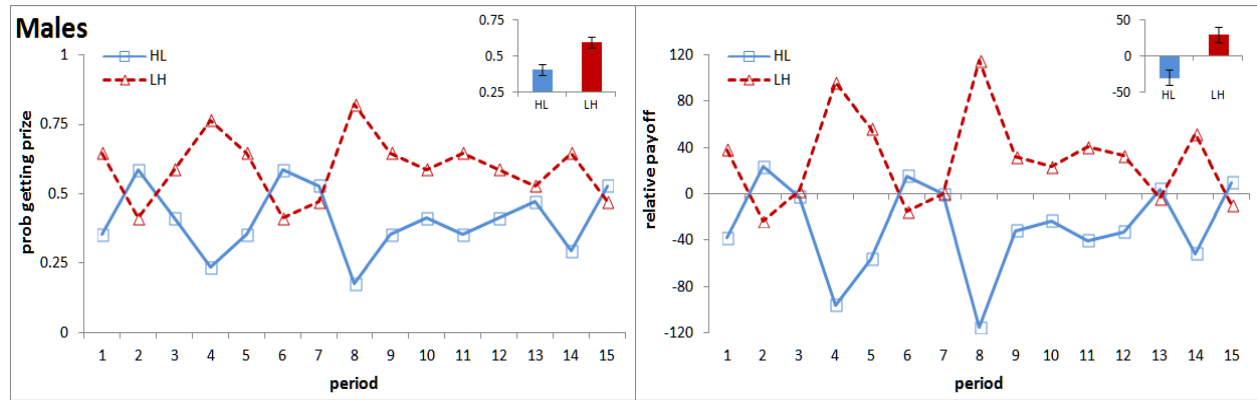 Males
prob getting prize
1
0.75
0.5
0.25
0
HL
LH
0.75
0.5
0.25
HL LH
1 2 3 4 5 6 7 8 9 10 11 12 13 14 15
period
relative payoff
120
80
40
0
-40
-80
-120
HL
LH
50
0
-50
HL LH
1 2 3 4 5 6 7 8 9 10 11 12 13 14 15
period